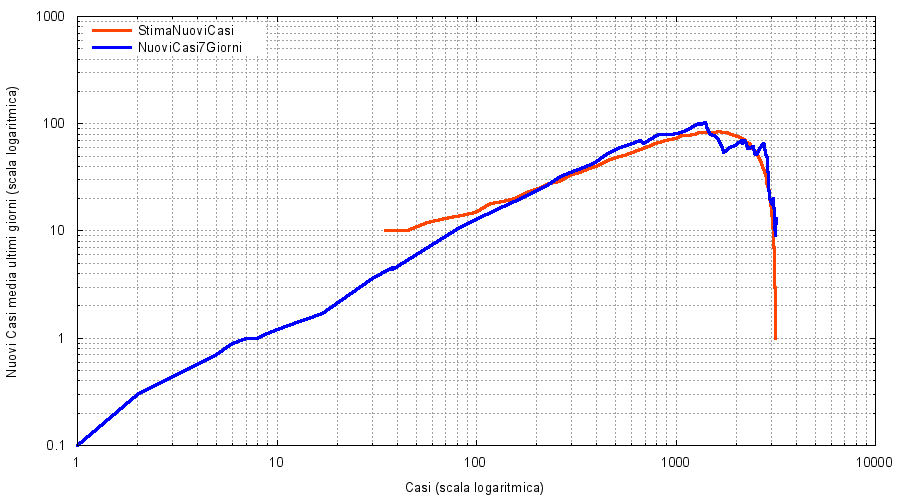 1000
StimaNuoviCasi
NuoviCasi7Giorni
100
10
1
0.1
Nuovi Casi media ultimi giorni (scala logaritmica)
1 10 100 1000 10000
Casi (scala logaritmica)